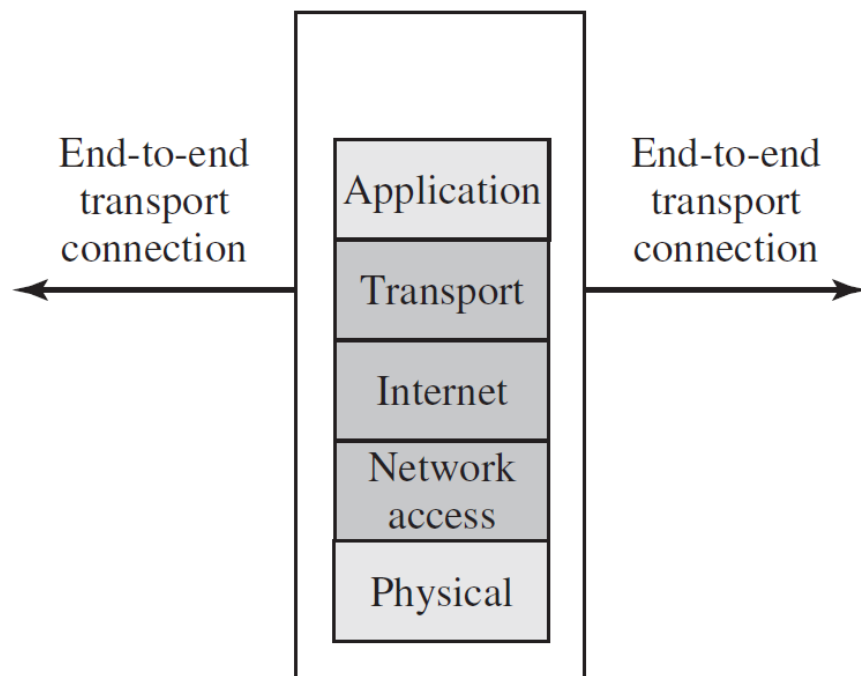 End-to-end
transport
connection
Application
Transport
Internet
Network
access
Physical
End-to-end
transport
connection